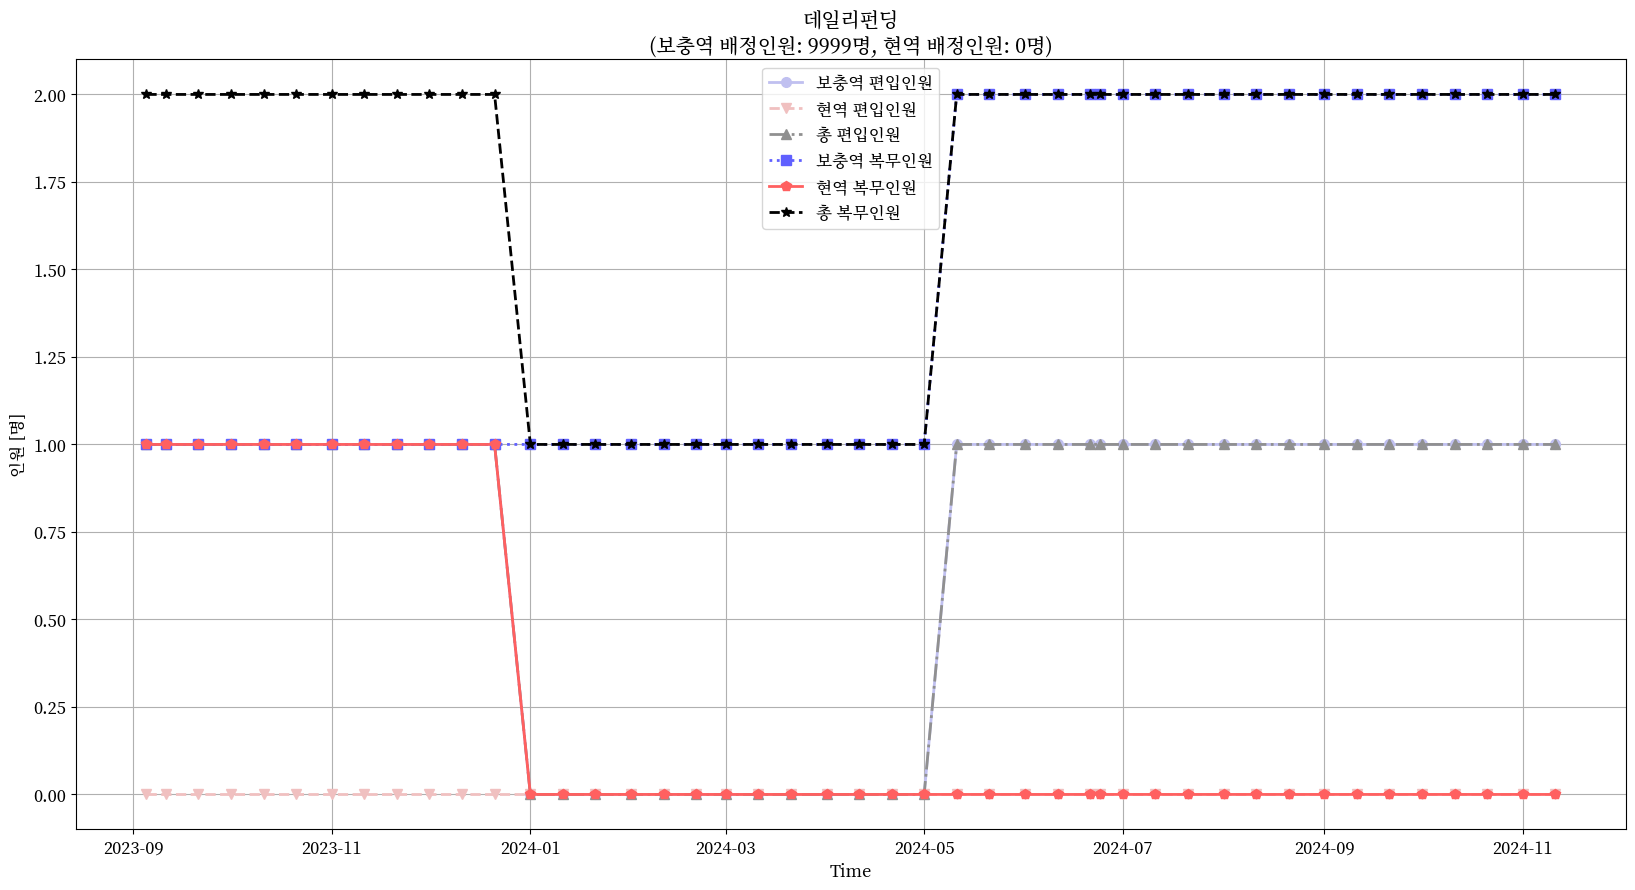 데일리펀딩
(보충역 배정인원: 9999명, 현역 배정인원: 0명)
보충역 편입인원
현역 편입인원
총 편입인원
보충역 복무인원
현역 복무인원
총 복무인원
인원 [명]
2.00
1.75
1.50
1.25
1.00
0.75
0.50
0.25
0.00
2023-09
2023-11
2024-01
2024-03
2024-05
2024-07
2024-09
2024-11
Time